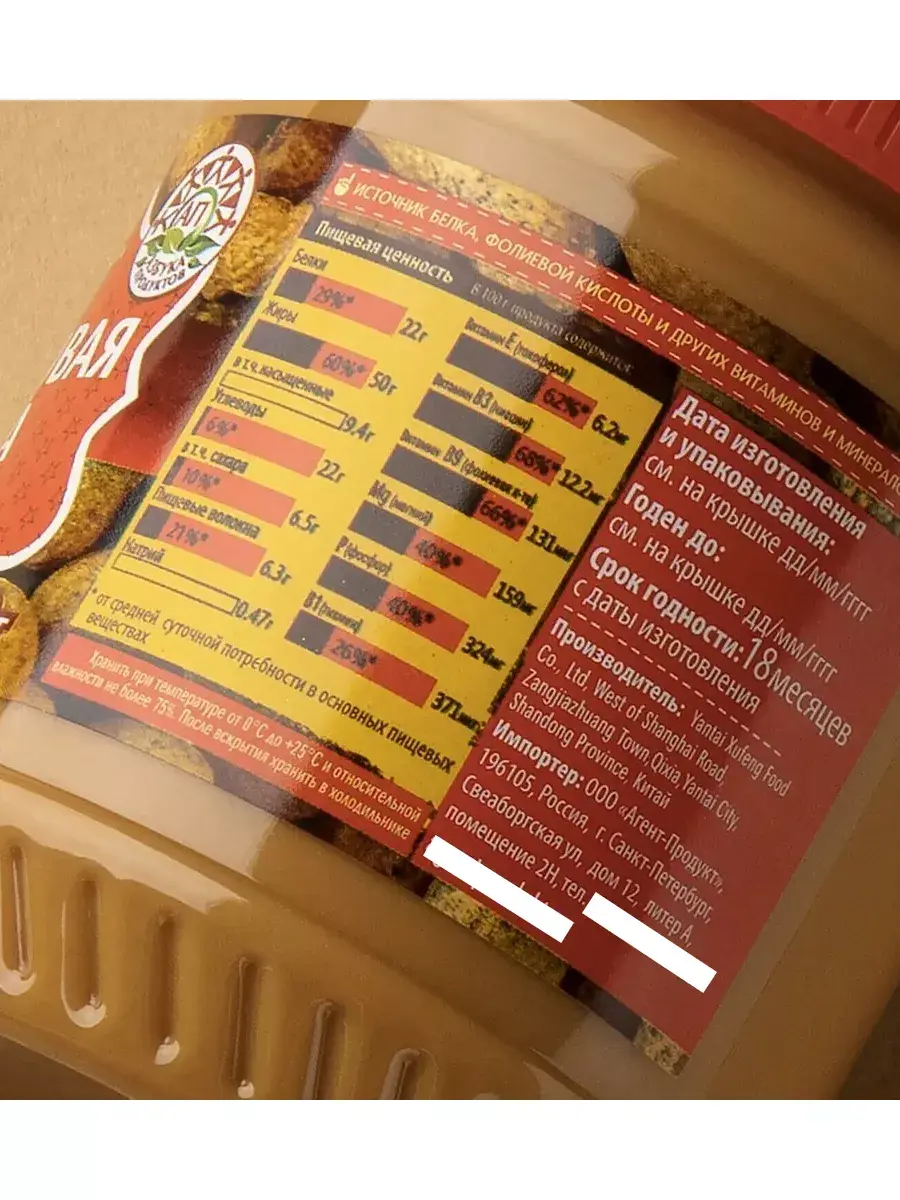 АЗБУКА
ПРОДУКТОВ
ВАЯ
ИСТОЧНИК БЕЛКА, ФОЛИЕВОЙ КИСЛОТЫ И ДРУГИХ ВИТАМИНОВ И МИНЕРАЛО
Пищевая ценность
В 100 г. продукта содержится:
Белки
29%*
22г
Жиры
60%*
50г
в т.ч. насыщенные
9.4г
Углеводы
6%*
22г
в т.ч. сахара
10%*
6.5г
Пищевые волокна
21%*
6.3г
Натрий
0.47г
Витамин E (токоферол)
62%*
6.2мг
Витамин B3 (ниацин)
68%*
12.2мг
Витамин B9 (фолиевая к-та)
66%*
131мкг
Mg (магний)
40%*
159мг
P (фосфор)
40%*
324мг
26%*
371мкг
*от средней суточной потребности в основных пищевых
веществах
Хранить при температуре от 0°С до +25°С и относительной
влажности не более 75%. После вскрытия хранить в холодильнике
Дата изготовления
и упаковывания:
см. на крышке дд/мм/гггг
Годен до:
см. на крышке дд/мм/гггг
Срок годности: 18 месяцев
с даты изготовления
Производитель: Yantai Xufeng Food
Co., Ltd, West of Shanghai Road,
Zangjiazhuang Town, Qixia Yantai City,
Shandong Province, Китай
Импортер: ООО «Агент-Продукт»,
196105, Россия, г. Санкт-Петербург,
Свеаборгская ул, дом 12, литер А,
помещение 2Н, тел.